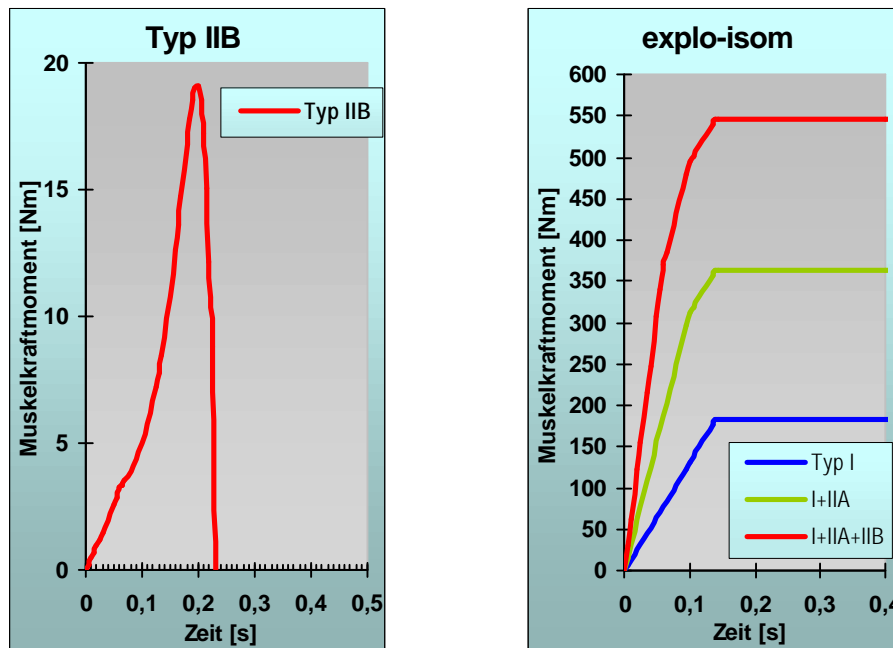 Typ IIB
Muskelkraftmoment [Nm]
20
15
10
5
0
Typ IIB
0 0,1 0,2 0,3 0,4 0,5
Zeit [s]
explo-isom
Muskelkraftmoment [Nm]
600
550
500
450
400
350
300
250
200
150
100
50
0
Typ I
I+IIA
I+IIA+IIB
0 0,1 0,2 0,3 0,4
Zeit [s]